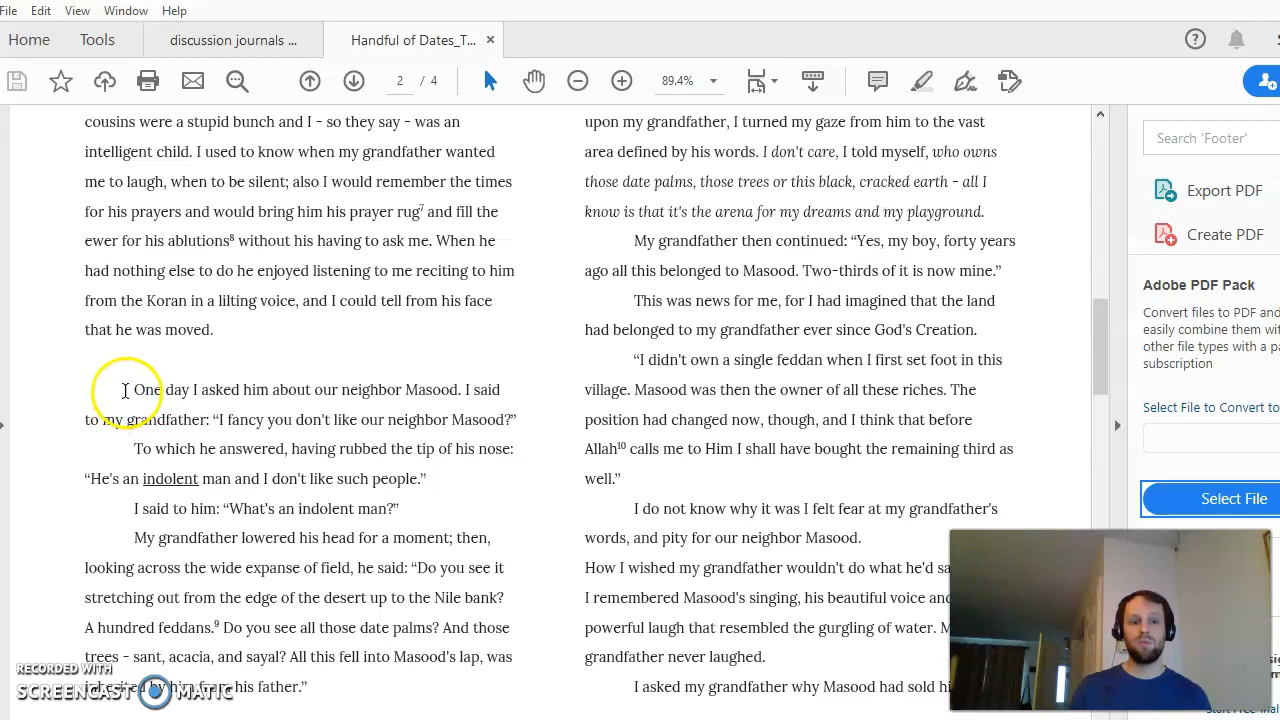 File Edit View Window Help
Home Tools discussion journals ... Handful of Dates_T... ×
2 / 4 89.4%
cousins were a stupid bunch and I - so they say - was an
intelligent child. I used to know when my grandfather wanted
me to laugh, when to be silent; also I would remember the times
for his prayers and would bring him his prayer rug7 and fill the
ewer for his ablutions8 without his having to ask me. When he
had nothing else to do he enjoyed listening to me reciting to him
from the Koran in a lilting voice, and I could tell from his face
that he was moved.
One day I asked him about our neighbor Masood. I said
to my grandfather: “I fancy you don't like our neighbor Masood?”
To which he answered, having rubbed the tip of his nose:
“He's an indolent man and I don't like such people.”
I said to him: “What's an indolent man?”
My grandfather lowered his head for a moment; then,
looking across the wide expanse of field, he said: “Do you see it
stretching out from the edge of the desert up to the Nile bank?
A hundred feddans.9 Do you see all those date palms and those
trees - sant, acacia, and sayal? All this fell into Masood's lap, was
his father.”
upon my grandfather, I turned my gaze from him to the vast
area defined by his words. I don't care, I told myself, who owns
those date palms, those trees or this black, cracked earth - all I
know is that it's the arena for my dreams and my playground.
My grandfather then continued: “Yes, my boy, forty years
ago all this belonged to Masood. Two-thirds of it is now mine.”
This was news for me, for I had imagined that the land
had belonged to my grandfather ever since God's Creation.
“I didn't own a single feddan when I first set foot in this
village. Masood was then the owner of all these riches. The
position had changed now, though, and I think that before
Allah10 calls me to Him I shall have bought the remaining third as
well.”
I do not know why it was I felt fear at my grandfather's
words, and pity for our neighbor Masood.
How I wished my grandfather wouldn't do what he'd
I remembered Masood's singing, his beautiful voice
powerful laugh that resembled the gurgling of water.
grandfather never laughed.
I asked my grandfather why Masood had sold
Search 'Footer'
Export PDF
Create PDF
Adobe PDF Pack
Convert files to PDF and
easily combine them with
other file types with a
subscription
Select File to Convert to
Select File
RECORDED WITH
SCREENCAST MATIC